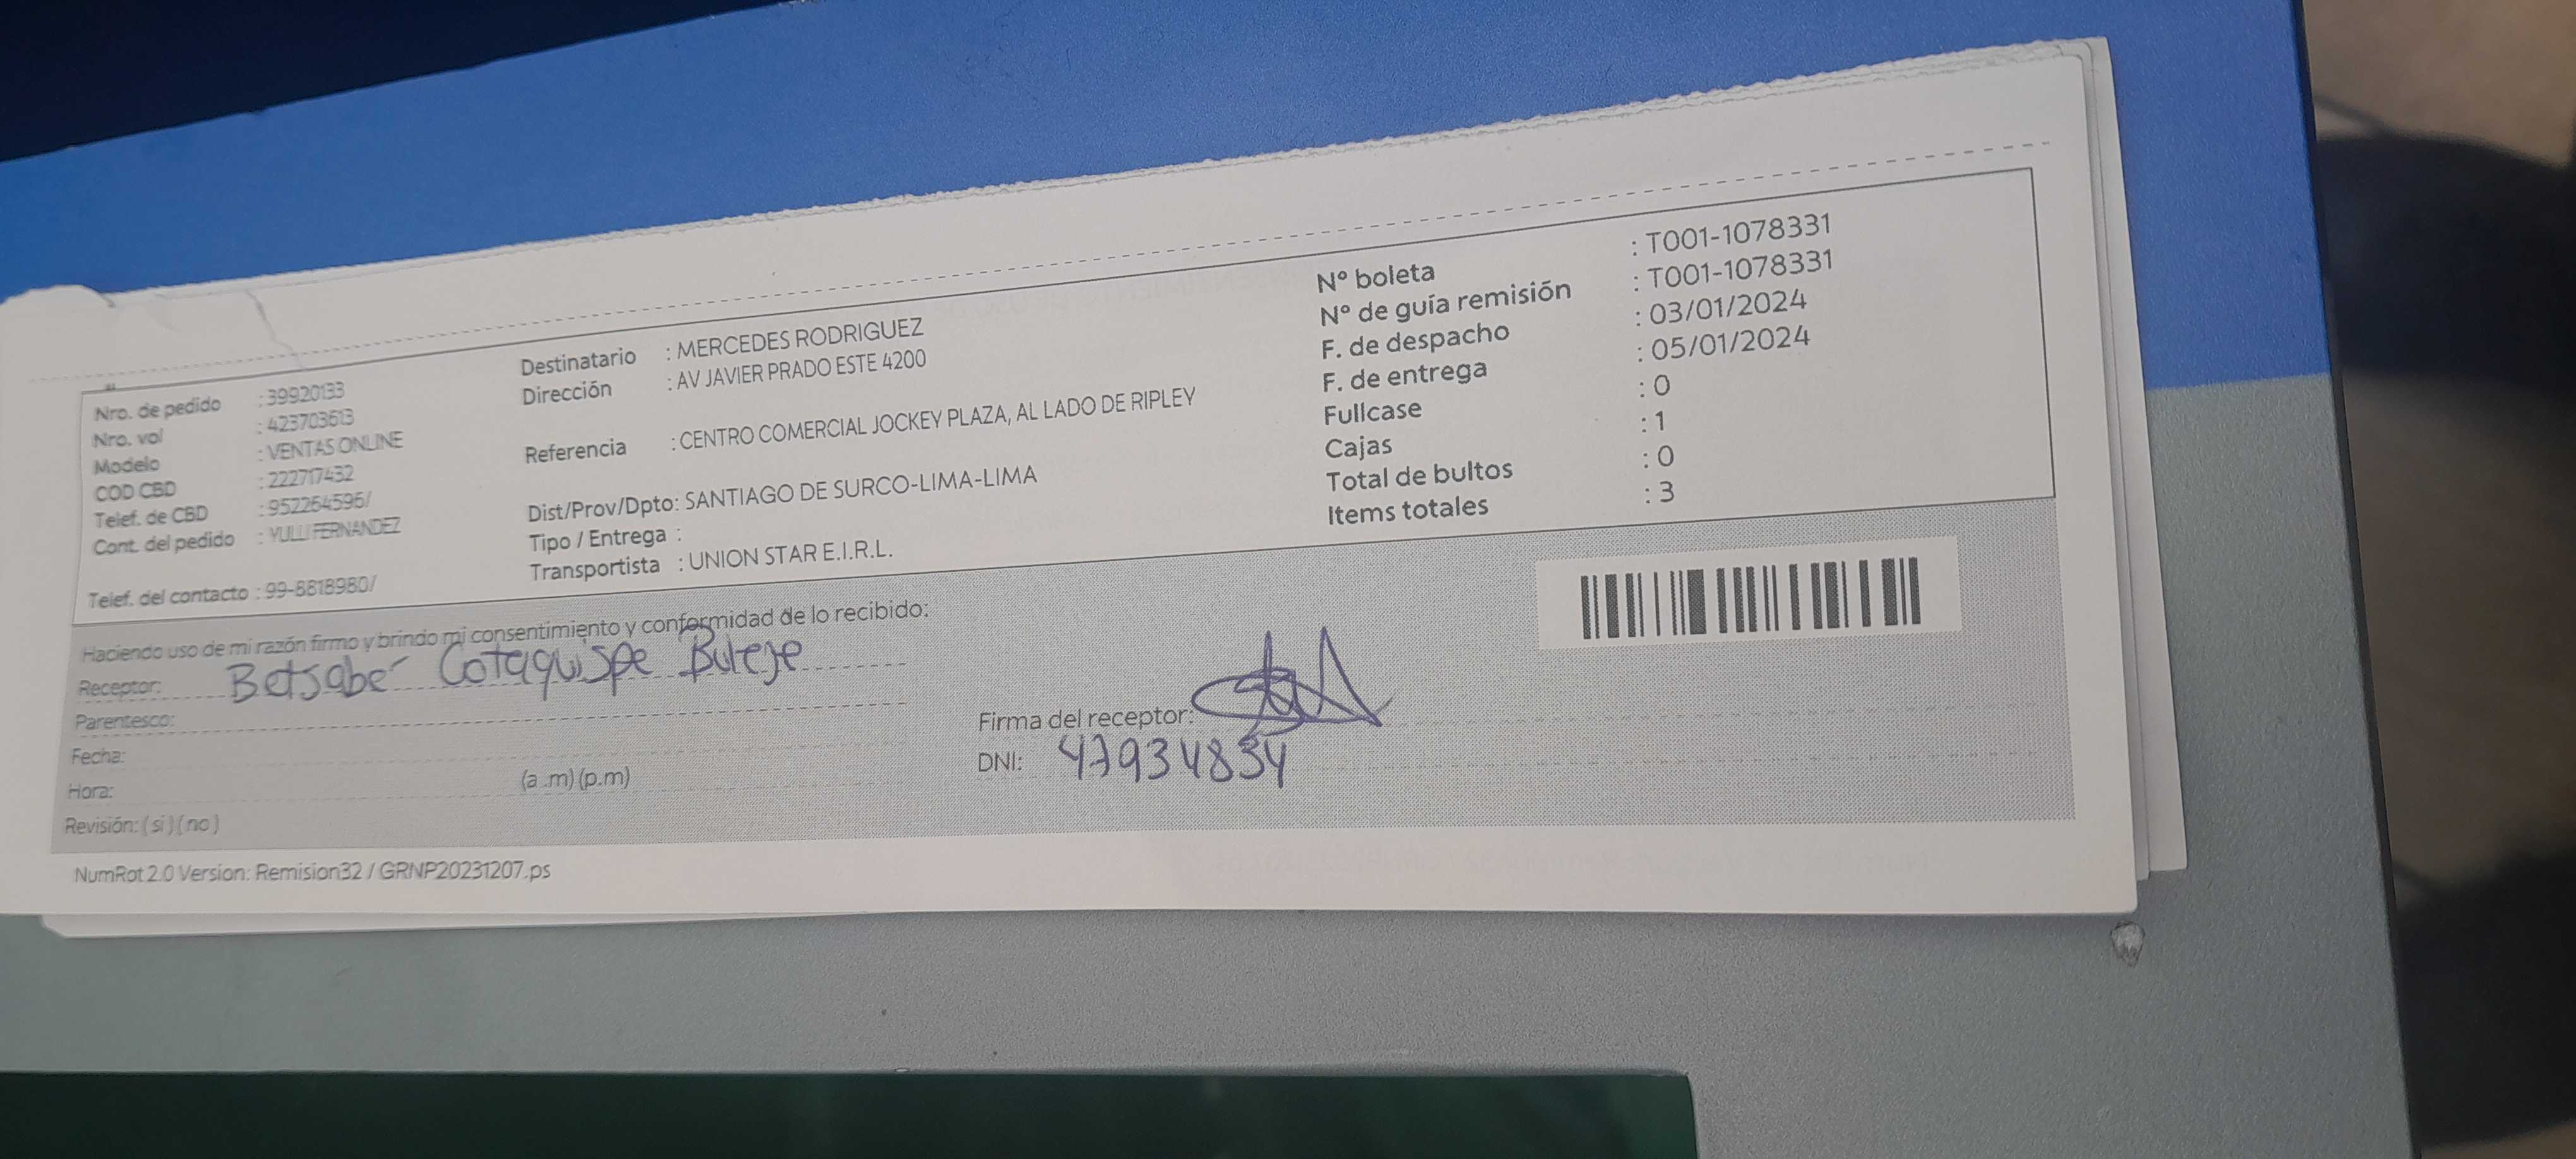 Nro. de pedido : 39920133
Nro. vol : 423703613
Modelo : VENTAS ONLINE
COD CBD : 222717432
Telef. de CBD : 952264596/
Cont. del pedido : YULLI FERNANDEZ
Telef. del contacto : 99-8818980/
Destinatario : MERCEDES RODRIGUEZ
Dirección : AV JAVIER PRADO ESTE 4200
Referencia : CENTRO COMERCIAL JOCKEY PLAZA, AL LADO DE RIPLEY
Dist/Prov/Dpto: SANTIAGO DE SURCO-LIMA-LIMA
Tipo / Entrega :
Transportista : UNION STAR E.I.R.L.
Nº boleta : T001-1078331
Nº de guía remisión : T001-1078331
F. de despacho : 03/01/2024
F. de entrega : 05/01/2024
Fullcase : 0
Cajas : 1
Total de bultos : 0
Items totales : 3
Haciendo uso de mi razón firmo y brindo mi consentimiento y conformidad de lo recibido:
Receptor: Betsabé Cotaquispe Buleje
Parentesco:
Fecha:
Hora: (a .m) (p.m)
Revisión: ( si ) ( no )
Firma del receptor:
DNI: 47934834
NumRot 2.0 Version: Remision32 / GRNP20231207.ps